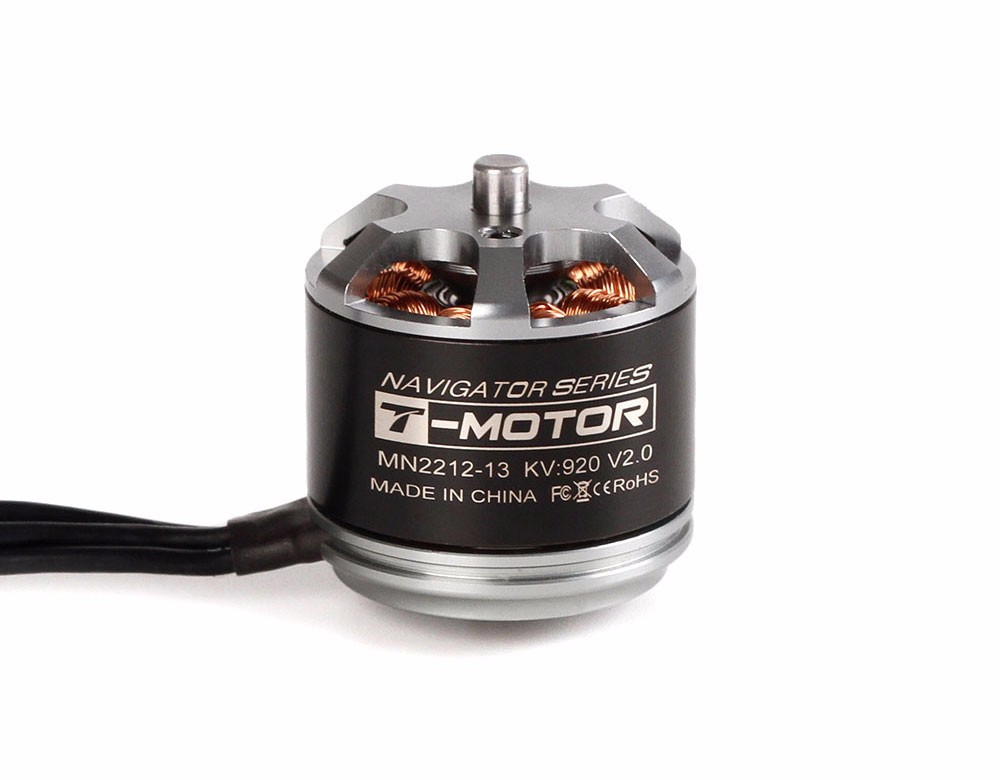 NAVIGATOR SERIES
T-MOTOR
MN2212-13 KV:920 V2.0
MADE IN CHINA FC CE RoHS